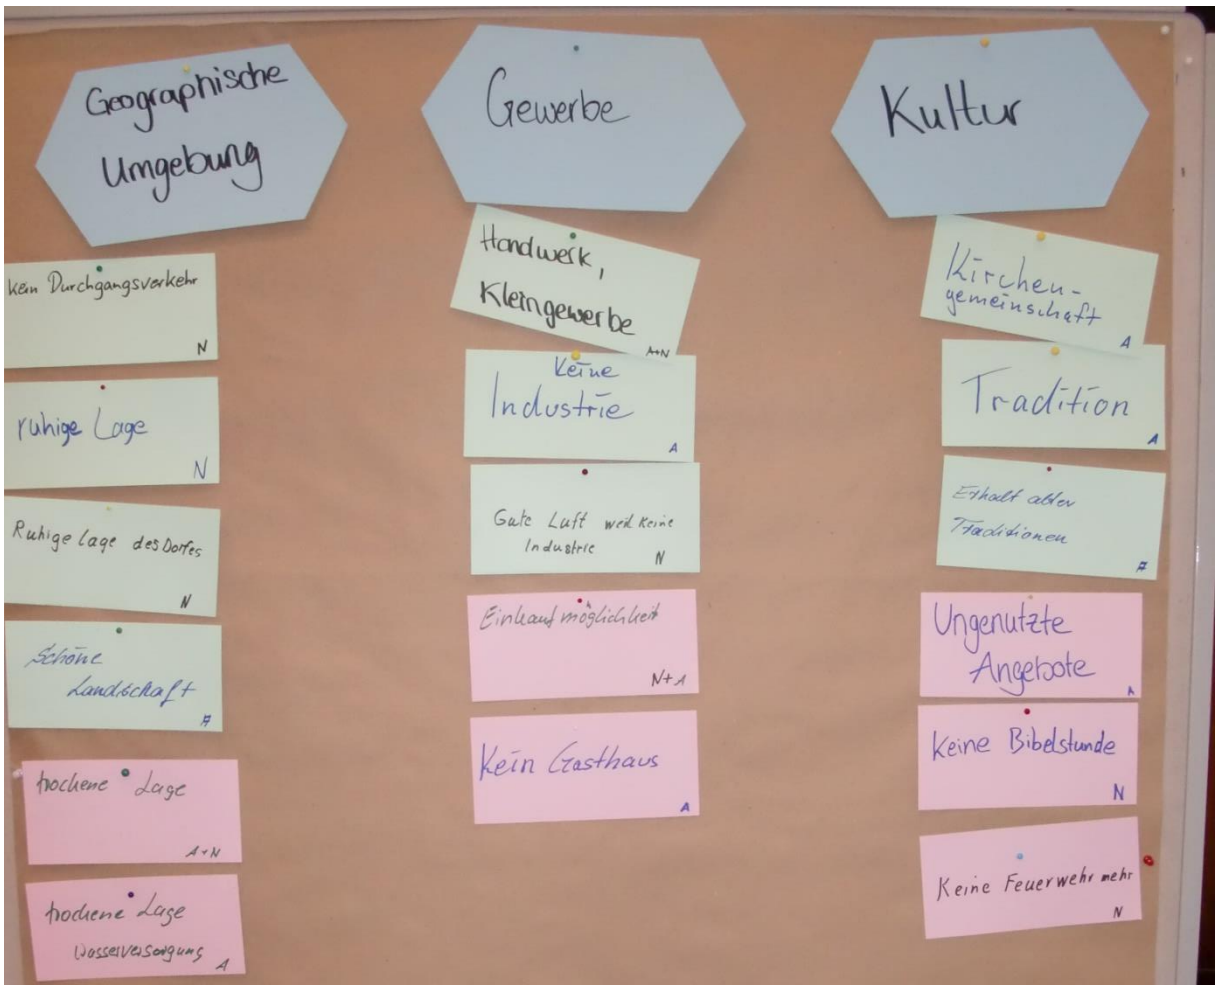 Geographische
Umgebung
kein Durchgangsverkehr
N
ruhige Lage
N
Ruhige Lage des Dorfes
N
Schöne
Landschaft
A
trockene Lage
A+N
trockene Lage
Wasserversorgung
A
Gewerbe
Handwerk,
Kleingewerbe
A+N
Keine
Industrie
A
Gute Luft weil keine
Industrie
N
Einkaufmöglichkeit
N+A
Kein Gasthaus
A
Kultur
Kirchen-
gemeinschaft
A
Tradition
A
Erhalt alter
Traditionen
A
Ungenutzte
Angebote
A
Keine Bibelstunde
N
Keine Feuerwehr mehr
N